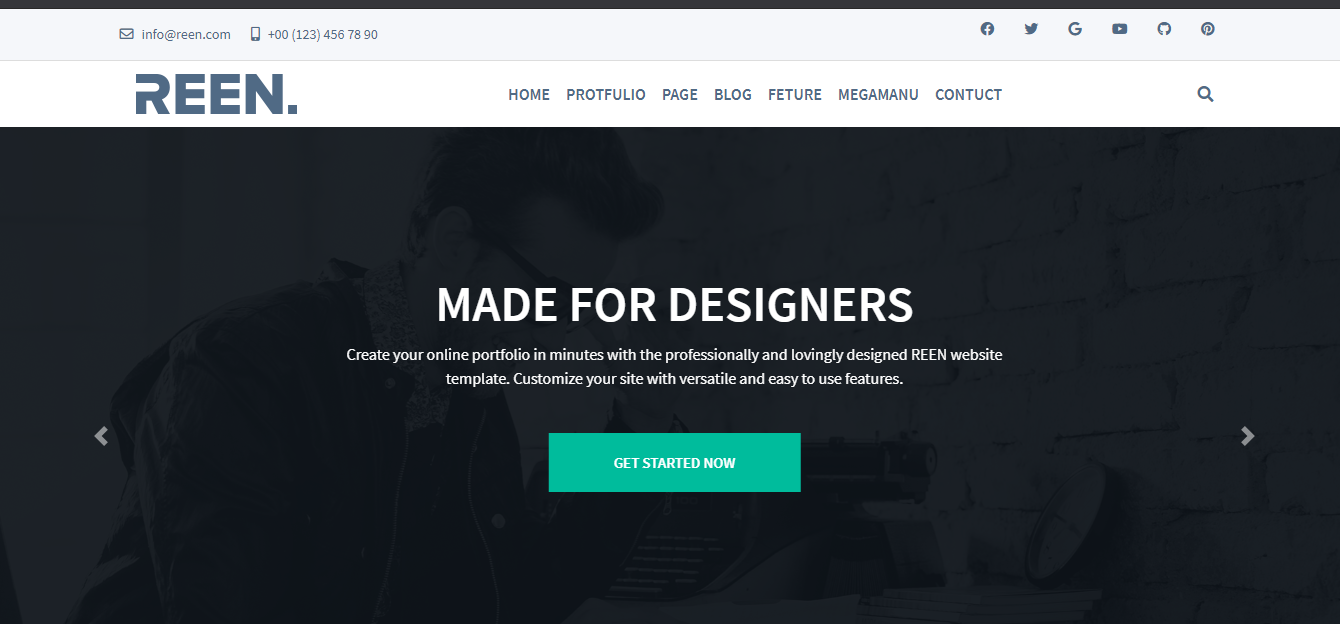 info@reen.com +00 (123) 456 78 90
REEN. HOME PROTFULIO PAGE BLOG FETURE MEGAMANU CONTUCT
MADE FOR DESIGNERS
Create your online portfolio in minutes with the professionally and lovingly designed REEN website
template. Customize your site with versatile and easy to use features.
GET STARTED NOW